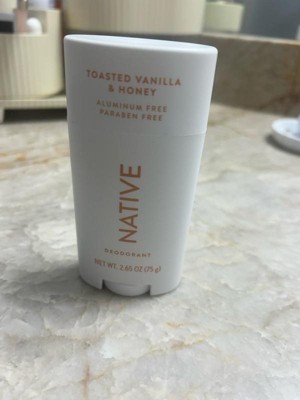 TOASTED VANILLA
& HONEY
ALUMINUM FREE
PARABEN FREE
NATIVE
DEODORANT
NET WT. 2.65 OZ (75 g)